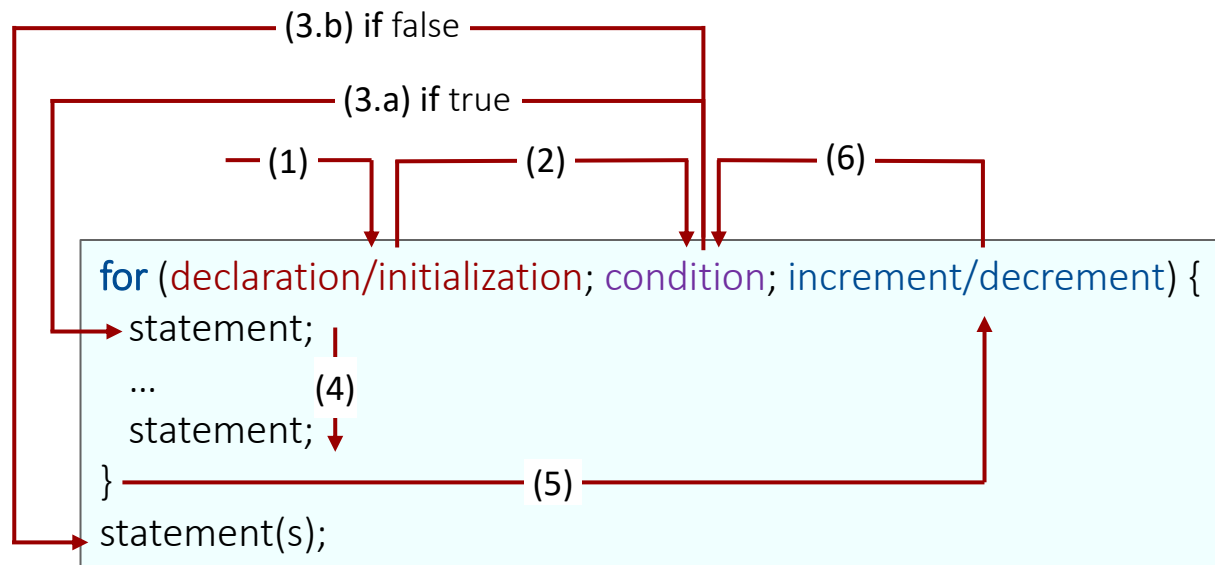 (3.b) if false
(3.a) if true
(1) (2) (6)
for (declaration/initialization; condition; increment/decrement) {
statement;
...
(4)
statement;
} (5)
statement(s);